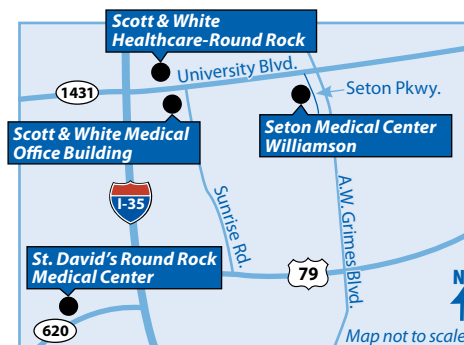 Scott & White
Healthcare-Round Rock
University Blvd.
1431
Seton Pkwy.
Scott & White Medical
Office Building
Seton Medical Center
Williamson
I-35
Sunrise Rd.
A.W. Grimes Blvd.
St. David's Round Rock
Medical Center
79
620
N
Map not to scale